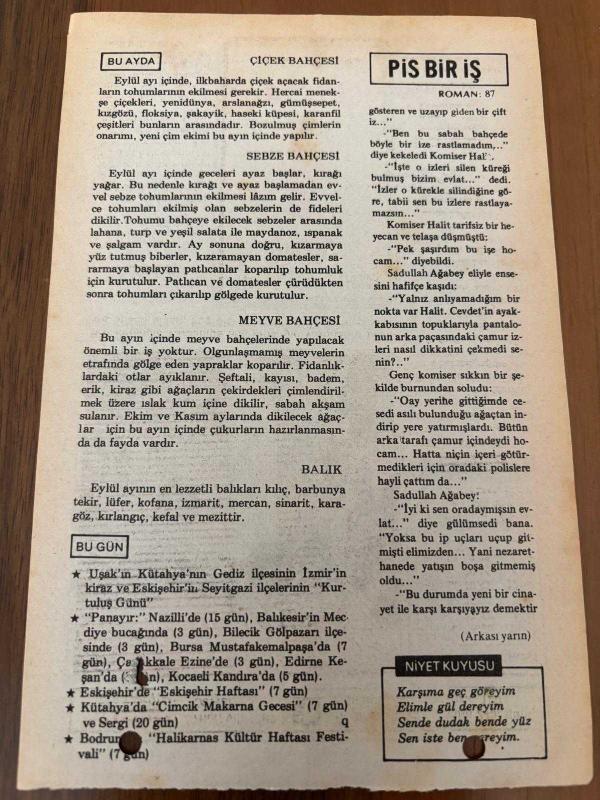 BU AYDA
ÇİÇEK BAHÇESİ
Eylül ayı içinde, ilkbaharda çiçek açacak fidan-
ların tohumlarının ekilmesi gerekir. Hercai menek-
şe çiçekleri, yenidünya, arslanağzı, gümüşsepet,
kızgözü, floksiya, şakayik, haseki küpesi, karanfil
çeşitleri bunların arasındadır. Bozulmuş çimlerin
onarımı, yeni çim ekimi bu ayın içinde yapılır.
SEBZE BAHÇESİ
Eylül ayı içinde geceleri ayaz başlar, kırağı
yağar. Bu nedenle kırağı ve ayaz başlamadan ev-
vel sebze tohumlarının ekilmesi lâzım gelir. Evvel-
ce tohumları ekilmiş olan sebzelerin de fideleri
dikilir.Tohumu bahçeye ekilecek sebzeler arasında
lahana, turp ve yeşil salata ile maydanoz, ıspanak
ve şalgam vardır. Ay sonuna doğru, kızarmaya
yüz tutmuş biberler, kızeramayan domatesler, sa-
rarmaya başlayan patlıcanlar koparılıp tohumluk
için kurutulur. Patlıcan ve domatesler çürüdükten
sonra tohumları çıkarılıp gölgede kurutulur.
MEYVE BAHÇESİ
Bu ayın içinde meyve bahçelerinde yapılacak
önemli bir iş yoktur. Olgunlaşmamış meyvelerin
etrafında gölge eden yapraklar koparılır. Fidanlık-
lardaki otlar ayıklanır. Şeftali, kayısı, badem,
erik, kiraz gibi ağaçların çekirdekleri çimlendiril-
mek üzere ıslak kum içine dikilir, sabah akşam
sulanır. Ekim ve Kasım aylarında dikilecek ağaç-
lar için bu ayın içinde çukurların hazırlanmasın-
da da fayda vardır.
BALIK
Eylül ayının en lezzetli balıkları kılıç, barbunya
tekir, lüfer, kofana, izmarit, mercan, sinarit, kara-
göz, kırlangıç, kefal ve mezittir.
BU GÜN
★ Uşak'ın Kütahya'nın Gediz ilçesinin İzmir'in
kiraz ve Eskişehir'in Seyitgazi ilçelerinin "Kur-
tuluş Günü"
★ "Panayır:" Nazilli'de (15 gün), Balıkesir'in Mec-
diye bucağında (3 gün), Bilecik Gölpazarı ilçe-
sinde (3 gün), Bursa Mustafakemalpaşa'da (7
gün), Ezine'de (3 gün), Edirne Ke-
şan'da Kocaeli Kandıra'da (5 gün).
★ Eskişehir'de "Eskişehir Haftası" (7 gün)
★ Kütahya'da "Cimcik Makarna Gecesi" (7 gün)
ve Sergi (20 gün) q
★ "Halikarnas Kültür Haftası Festi-
vali" (7 gün)
PİS BİR İŞ
ROMAN: 87
gösteren ve uzayıp giden bir çift
iz..."
-"Ben bu sabah bahçede
böyle bir ize rastlamadım,.."
diye kekeledi Komiser
-"İşte o izleri silen küreği
bulmuş bizim evlat..." dedi.
"İzler o kürekle silindiğine gö-
re, tabii sen bu izlere rastlaya-
mazsın..."
Komiser Halit tarifsiz bir he-
yecan ve telaşa düşmüştü:
-"Pek şaşırdım bu işe ho-
cam..." diyebildi.
Sadullah Ağabey eliyle ense-
sini hafifçe kaşıdı:
-"Yalnız anlıyamadığım bir
nokta var Halit. Cevdet'in ayak-
kabısının topuklarıyla pantalo-
nun arka paçasındaki çamur iz-
leri nasıl dikkatini çekmedi se-
nin?.."
Genç komiser sıkkın bir şe-
kilde burnundan soludu:
-"Oay yerine gittiğimde ce-
sedi asılı bulunduğu ağaçtan in-
dirip yere yatırmışlardı. Bütün
arka tarafı çamur içindeydi ho-
cam... Hatta niçin içeri götür-
medikleri için oradaki polislere
hayli çattım da..."
Sadullah Ağabey:
-"İyi ki sen oradaymışsın ev-
lat..." diye gülümsedi bana.
"Yoksa bu ip uçları uçup git-
mişti elimizden... Yani nezaret-
hanede yatışın boşa gitmemiş
oldu..."
-"Bu durumda yeni bir cina-
yet ile karşı karşıyayız demektir
(Arkası yarın)
NİYET KUYUSU
Karşıma geç göreyim
Elimle gül dereyim
Sende dudak bende yüz
Sen iste ben